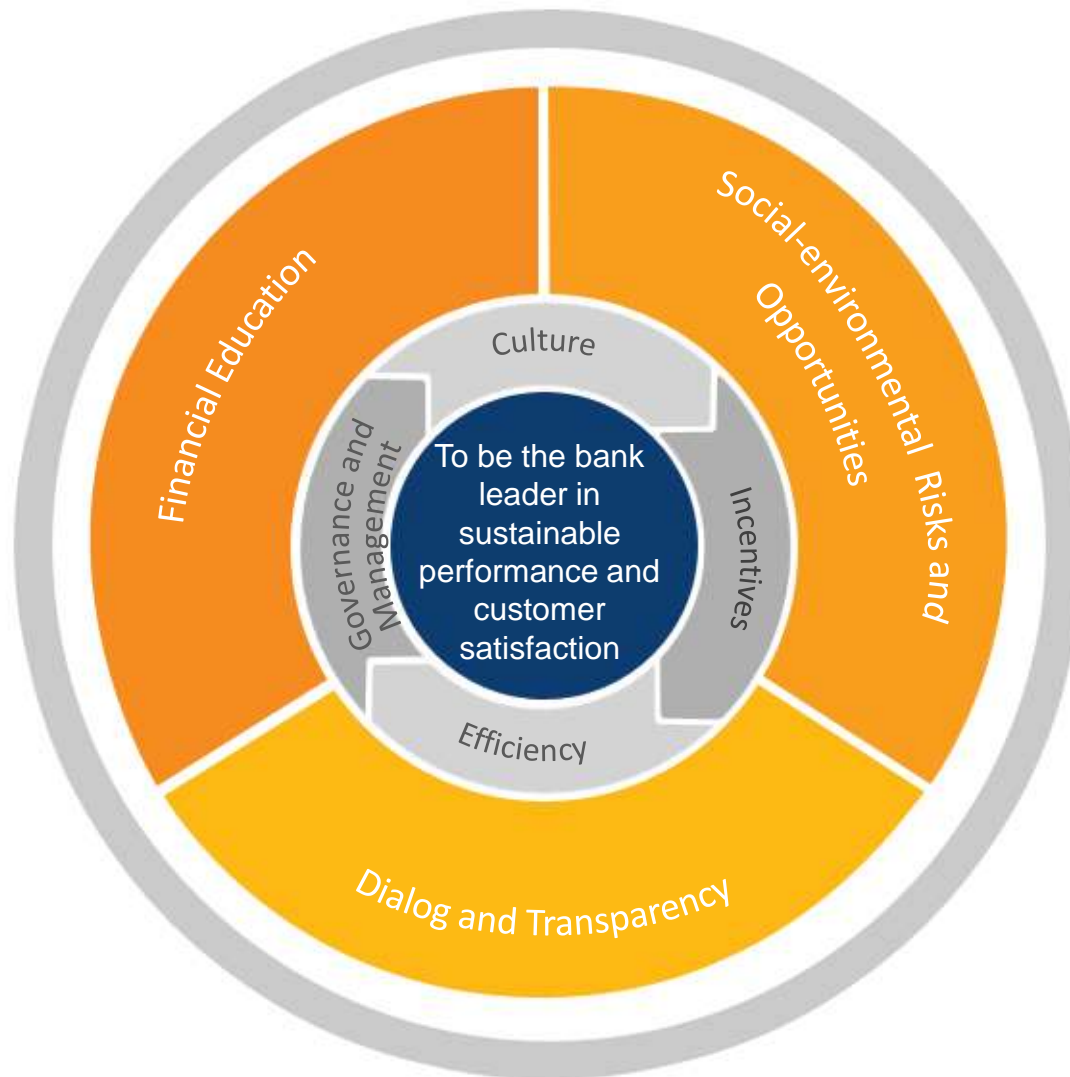 Financial Education
Social-environmental Risks and
Opportunities
Culture
Governance and
Management
To be the bank
leader in
sustainable
performance and
customer
satisfaction
Incentives
Efficiency
Dialog and Transparency